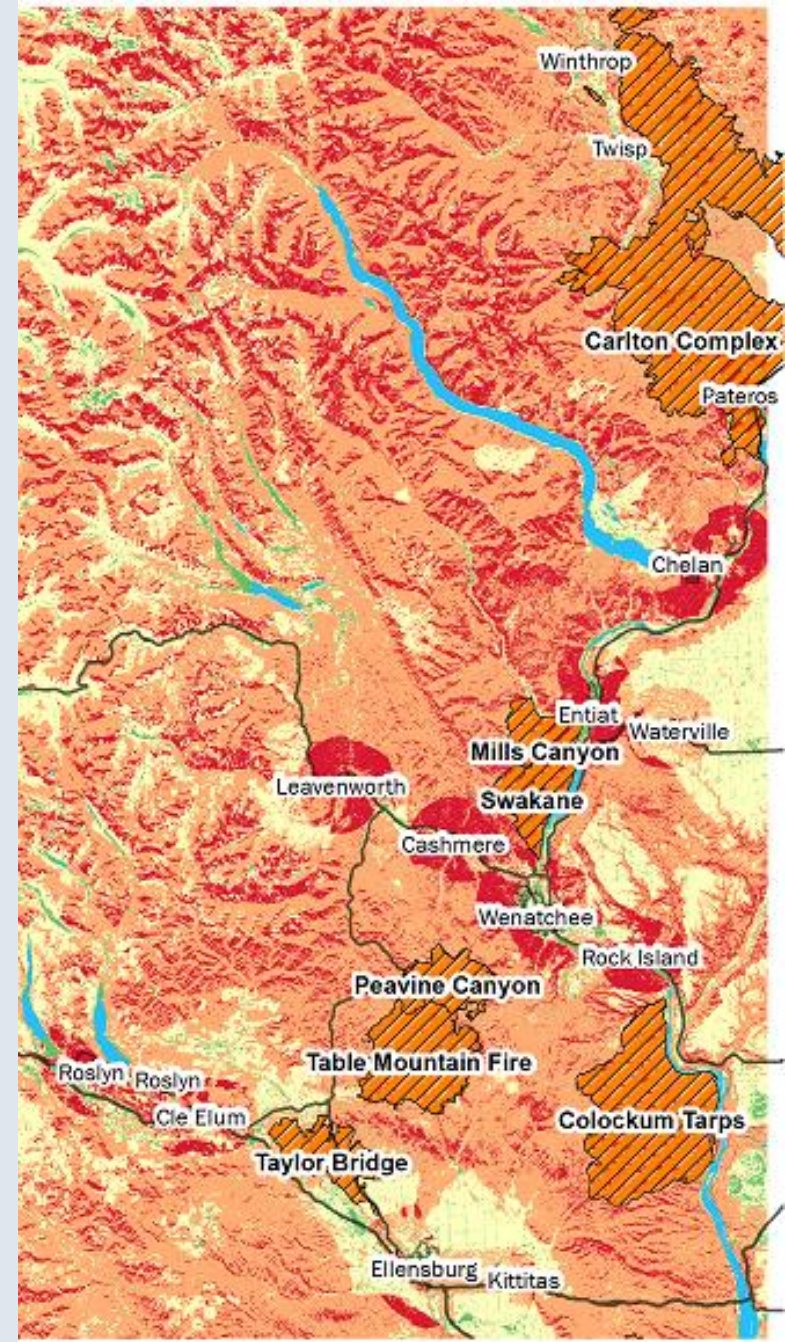 Winthrop
Twisp
Carlton Complex
Pateros
Chelan
Entiat
Waterville
Mills Canyon
Leavenworth
Swakane
Cashmere
Wenatchee
Rock Island
Peavine Canyon
Table Mountain Fire
Roslyn
Roslyn
Cle Elum
Colockum Tarps
Taylor Bridge
Ellensburg
Kittitas